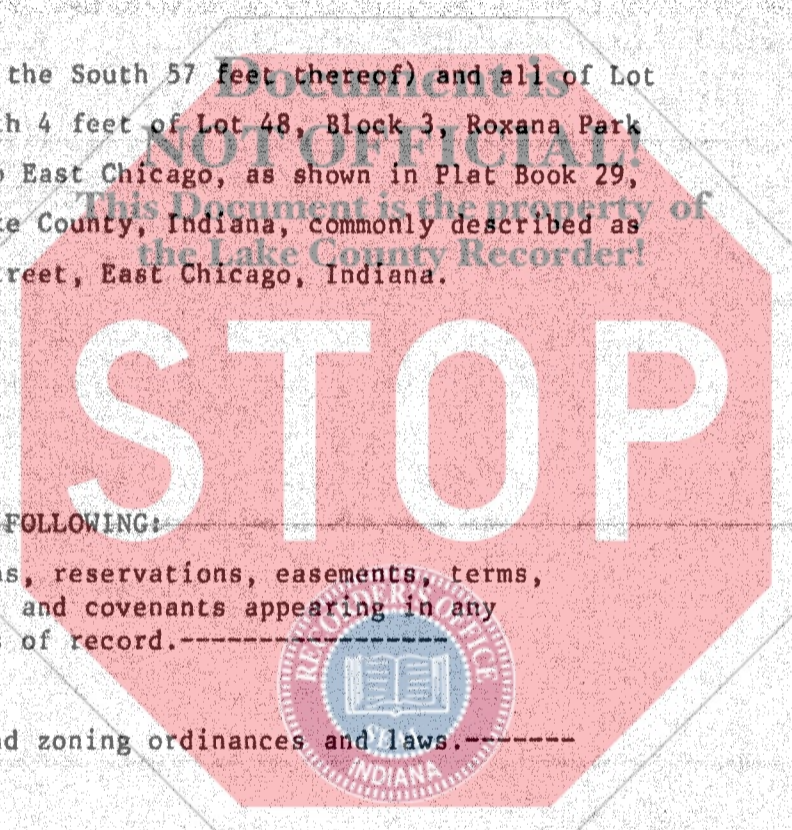 the South 57 feet thereof) and all of Lot
Document is
h 4 feet of Lot 48, Block 3, Roxana Park
NOT OFFICIAL!
o East Chicago, as shown in Plat Book 29,
This Document is the property of
ke County, Indiana, commonly described as
the Lake County Recorder!
reet, East Chicago, Indiana.
STOP
FOLLOWING:
s, reservations, easements, terms,
and covenants appearing in any
s of record.-----------------
RECORDER'S OFFICE
SEAL
d zoning ordinances and laws.-------
INDIANA